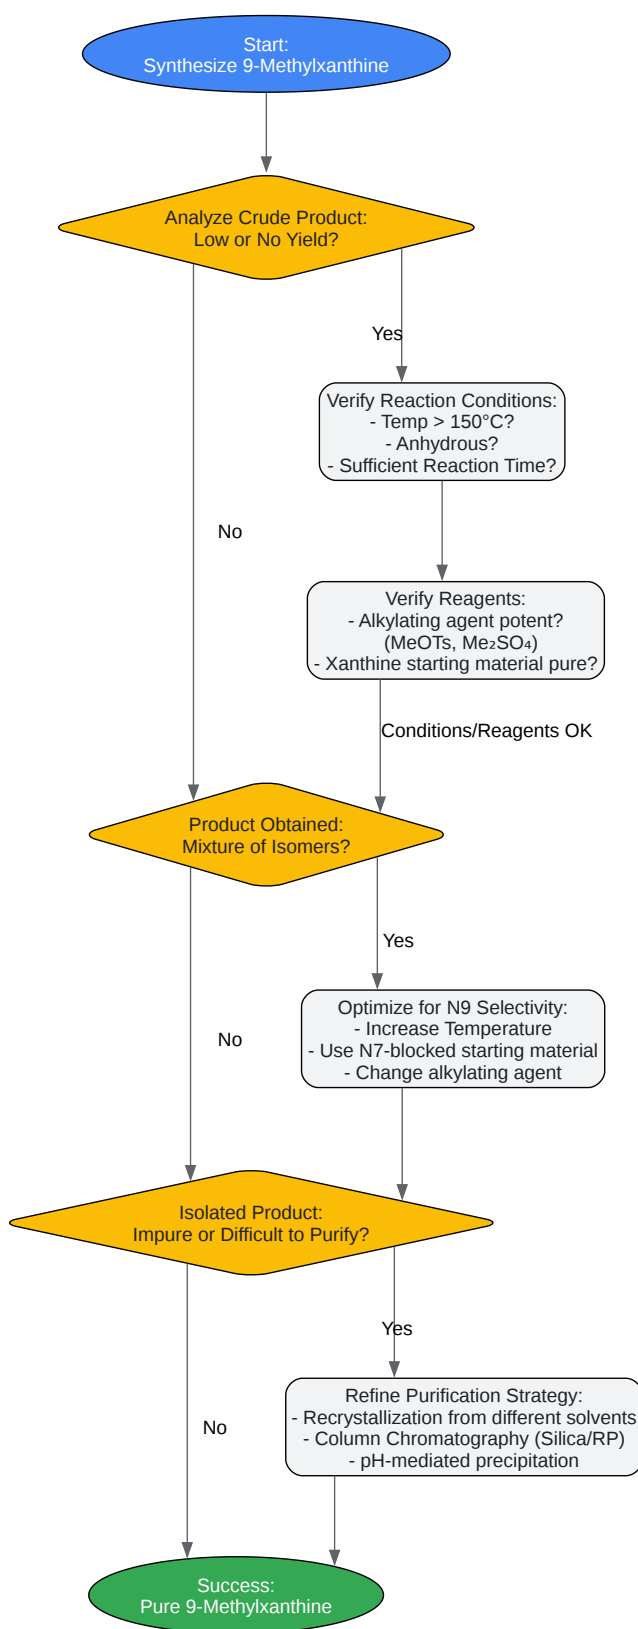 Start:
Synthesize 9-Methylxanthine
Analyze Crude Product:
Low or No Yield?
Yes
Verify Reaction Conditions:
- Temp > 150°C?
- Anhydrous?
- Sufficient Reaction Time?
No
Verify Reagents:
- Alkylating agent potent?
(MeOTs, Me₂SO₄)
- Xanthine starting material pure?
Conditions/Reagents OK
Product Obtained:
Mixture of Isomers?
Yes
Optimize for N9 Selectivity:
- Increase Temperature
- Use N7-blocked starting material
- Change alkylating agent
No
Isolated Product:
Impure or Difficult to Purify?
Yes
Refine Purification Strategy:
- Recrystallization from different solvents
- Column Chromatography (Silica/RP)
- pH-mediated precipitation
No
Success:
Pure 9-Methylxanthine